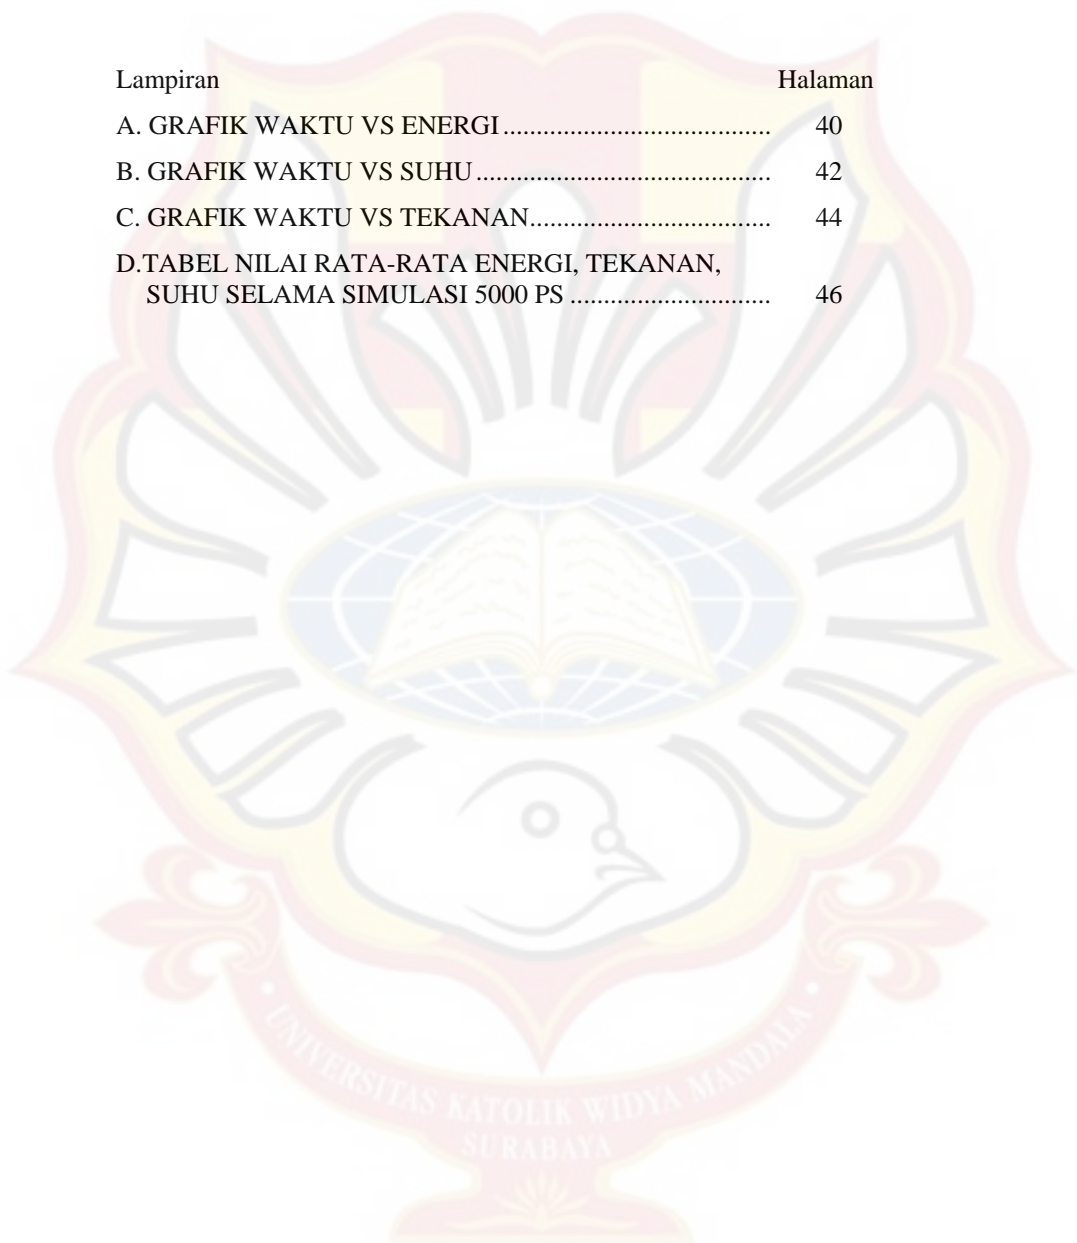 Lampiran Halaman
A. GRAFIK WAKTU VS ENERGI ........................................ 40
B. GRAFIK WAKTU VS SUHU ............................................ 42
C. GRAFIK WAKTU VS TEKANAN.................................... 44
D.TABEL NILAI RATA-RATA ENERGI, TEKANAN,
SUHU SELAMA SIMULASI 5000 PS .............................. 46
UNIVERSITAS KATOLIK WIDYA MANDALA
SURABAYA